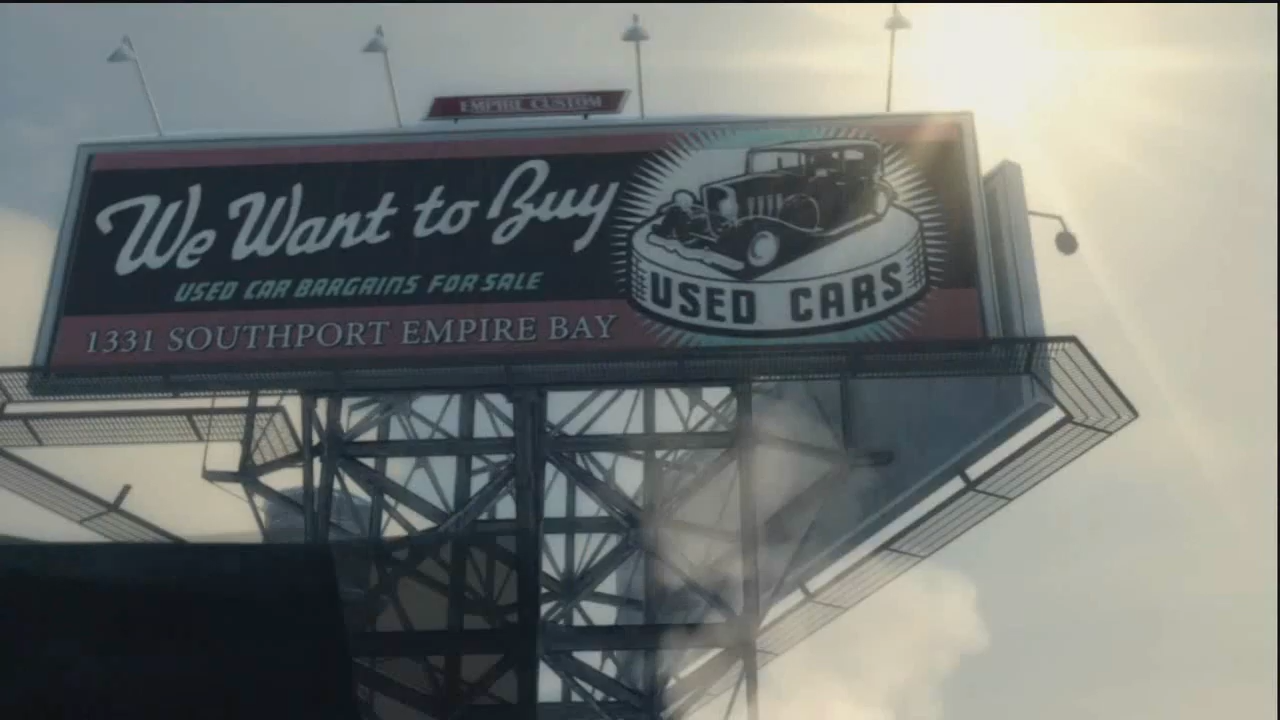 EMPIRE CUSTOM
We Want to Buy
USED CAR BARGAINS FOR SALE
1331 SOUTHPORT EMPIRE BAY
USED CARS